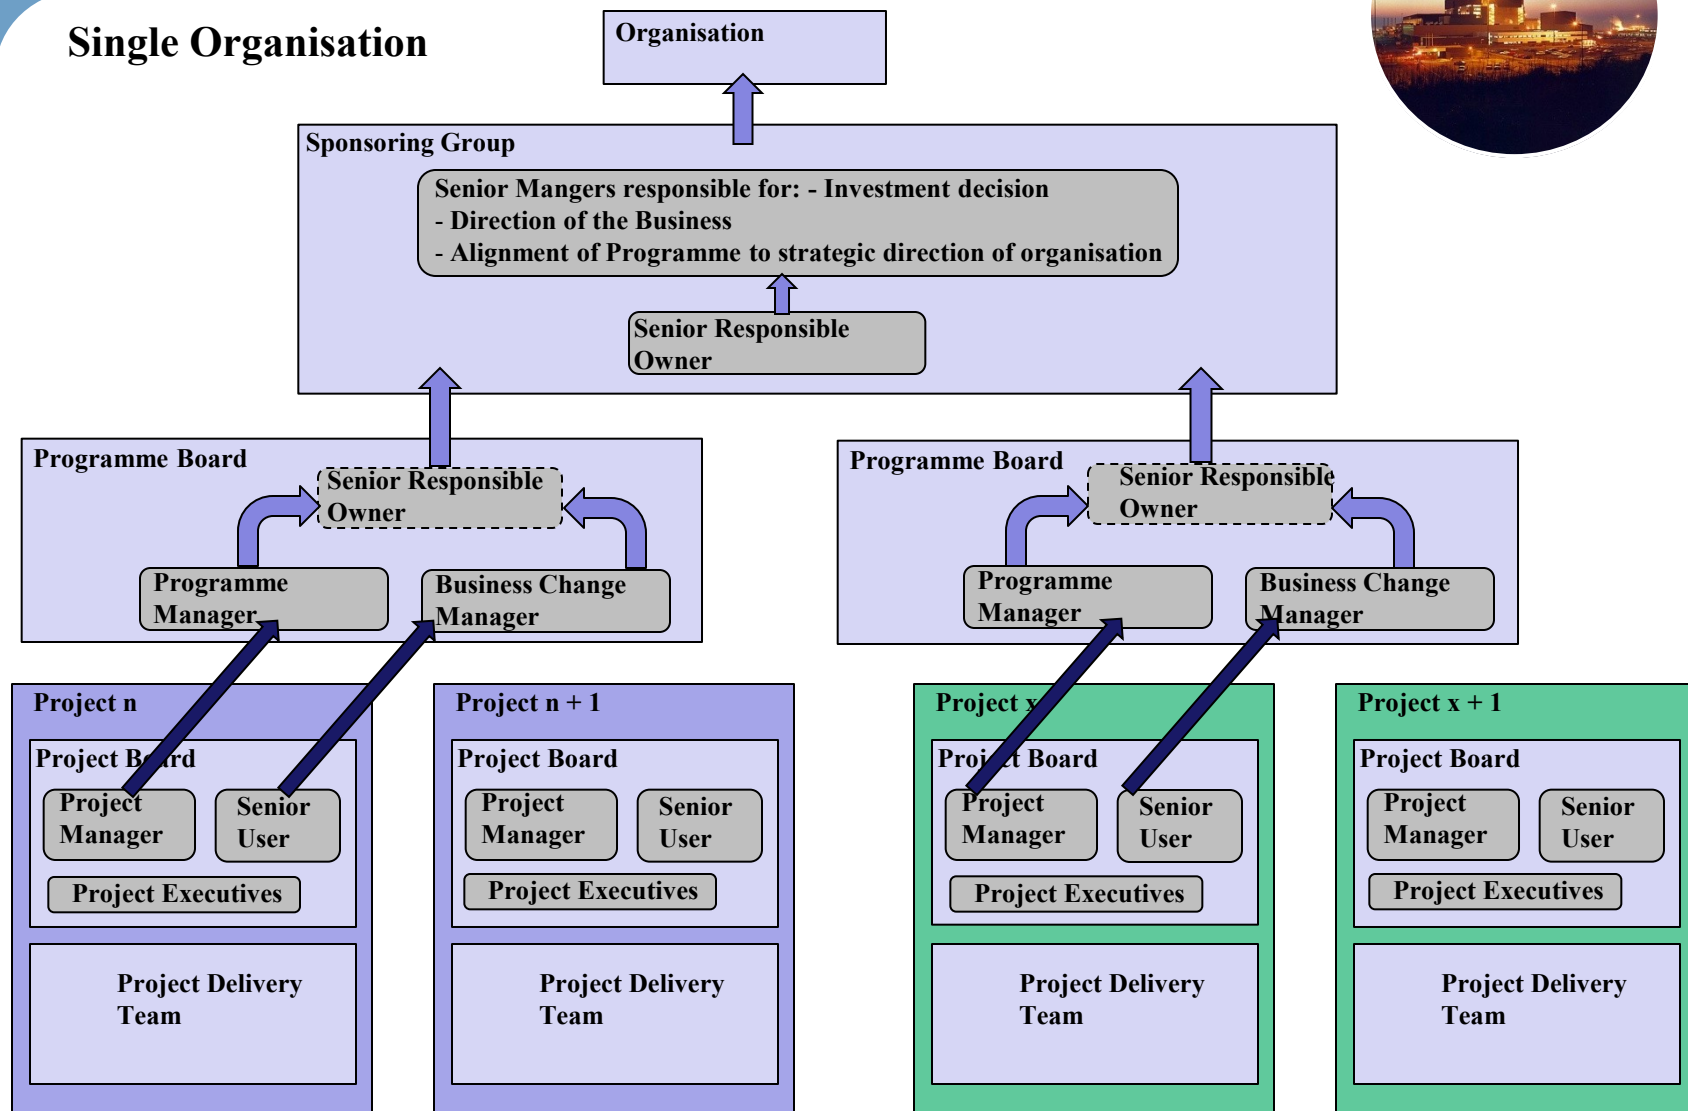 Single Organisation
Organisation
Sponsoring Group
Senior Mangers responsible for: - Investment decision
- Direction of the Business
- Alignment of Programme to strategic direction of organisation
Senior Responsible
Owner
Programme Board
Senior Responsible
Owner
Programme
Manager
Business Change
Manager
Programme Board
Senior Responsible
Owner
Programme
Manager
Business Change
Manager
Project n
Project Board
Project
Manager
Senior
User
Project Executives
Project Delivery
Team
Project n + 1
Project Board
Project
Manager
Senior
User
Project Executives
Project Delivery
Team
Project x
Project Board
Project
Manager
Senior
User
Project Executives
Project Delivery
Team
Project x + 1
Project Board
Project
Manager
Senior
User
Project Executives
Project Delivery
Team